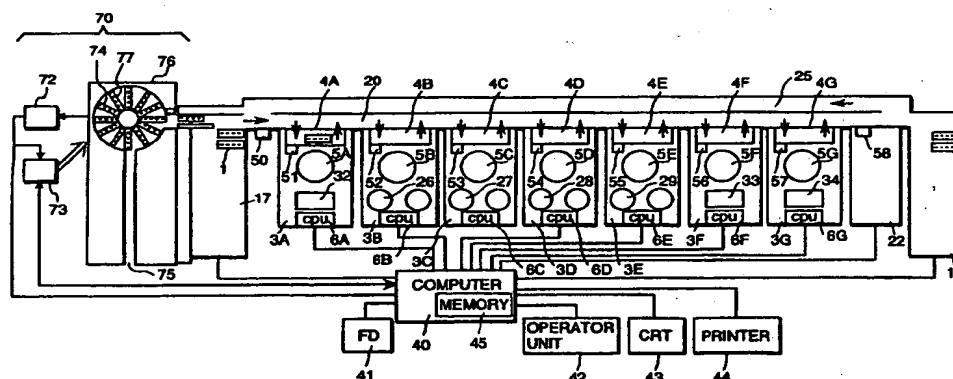 70
74 77 76
72
4A 20 4B 4C 4D 4E 4F 25 4G
50 58
1
5A 5B 5C 5D 5E 5F 5G
51 52 53 54 55 56 57
73 17 32 26 27 28 29 33 34
cpu cpu cpu cpu cpu cpu cpu
3A 6A 3B 6E 3F 6F 3G 6G 22
6B 3C 6C 3D 6D 3E
75
COMPUTER
MEMORY
FD 40 45 OPERATOR UNIT CRT PRINTER
41 42 43 44